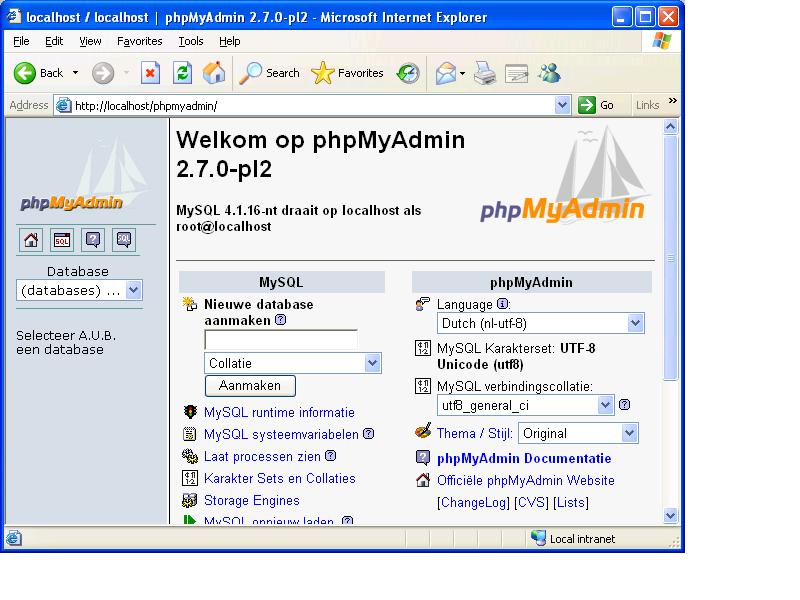 localhost / localhost | phpMyAdmin 2.7.0-pl2 - Microsoft Internet Explorer
File Edit View Favorites Tools Help
Back Search Favorites
Address http://localhost/phpmyadmin/ Go Links »
phpMyAdmin
SQL
Database
(databases) ...
Selecteer A.U.B.
een database
Welkom op phpMyAdmin
2.7.0-pl2
MySQL 4.1.16-nt draait op localhost als
root@localhost
phpMyAdmin
MySQL
Nieuwe database
aanmaken
Collatie
Aanmaken
MySQL runtime informatie
MySQL systeemvariabelen
Laat processen zien
Karakter Sets en Collaties
Storage Engines
MySQL opnieuw laden
phpMyAdmin
Language :
Dutch (nl-utf-8)
MySQL Karakterset: UTF-8
Unicode (utf8)
MySQL verbindingscollatie:
utf8_general_ci
Thema / Stijl: Original
phpMyAdmin Documentatie
Officiële phpMyAdmin Website
[ChangeLog] [CVS] [Lists]
Local intranet